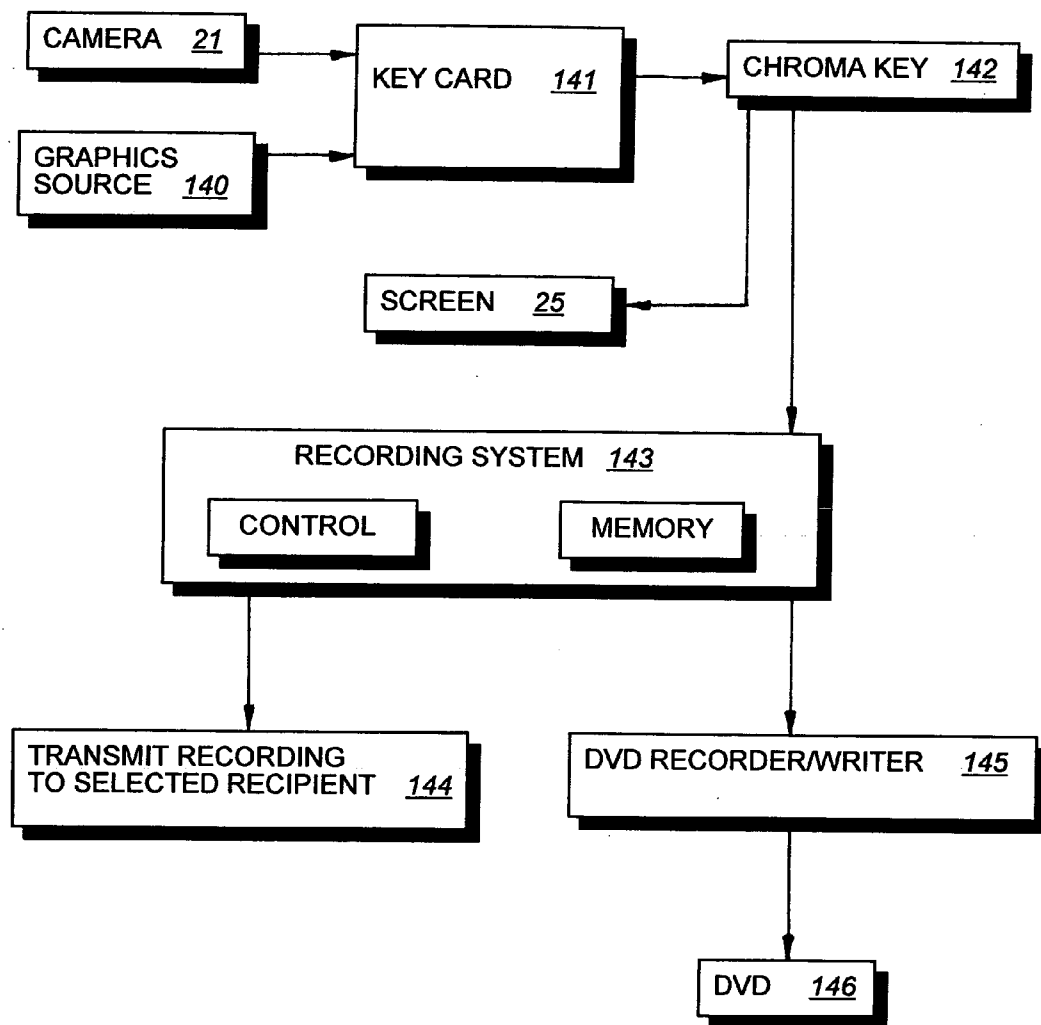 CAMERA 21
KEY CARD 141
CHROMA KEY 142
GRAPHICS
SOURCE 140
SCREEN 25
RECORDING SYSTEM 143
CONTROL
MEMORY
TRANSMIT RECORDING
TO SELECTED RECIPIENT 144
DVD RECORDER/WRITER 145
DVD 146